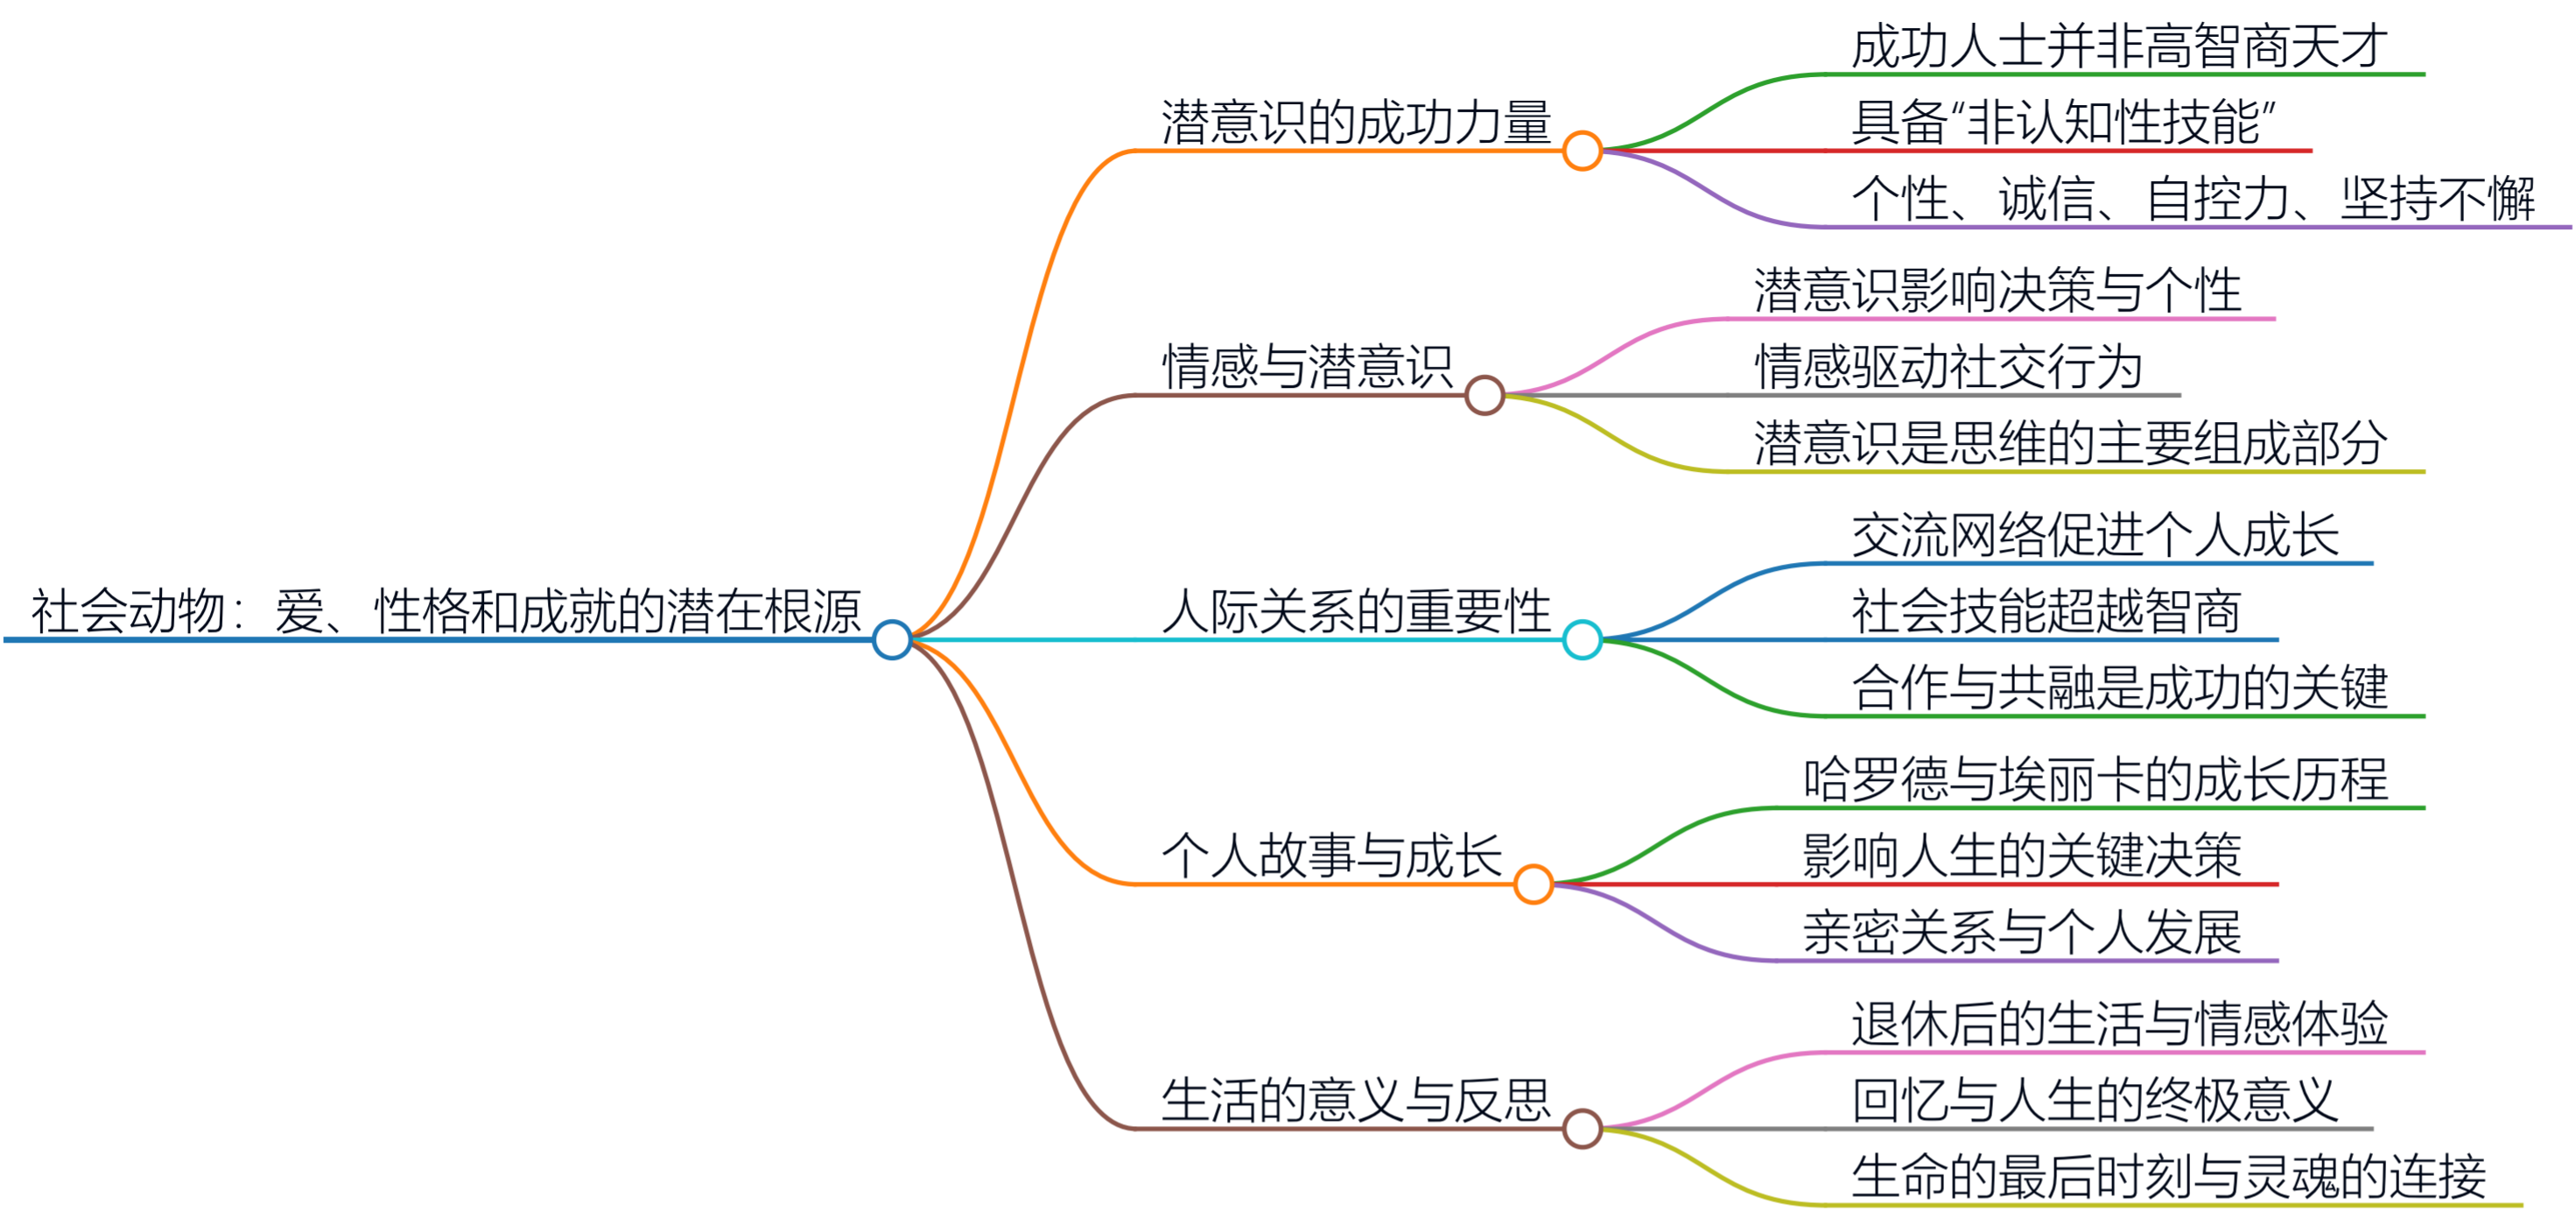 社会动物：爱、性格和成就的潜在根源
潜意识的成功力量
成功人士并非高智商天才
具备“非认知性技能”
个性、诚信、自控力、坚持不懈
情感与潜意识
潜意识影响决策与个性
情感驱动社交行为
潜意识是思维的主要组成部分
人际关系的重要性
交流网络促进个人成长
社会技能超越智商
合作与共融是成功的关键
个人故事与成长
哈罗德与埃丽卡的成长历程
影响人生的关键决策
亲密关系与个人发展
生活的意义与反思
退休后的生活与情感体验
回忆与人生的终极意义
生命的最后时刻与灵魂的连接